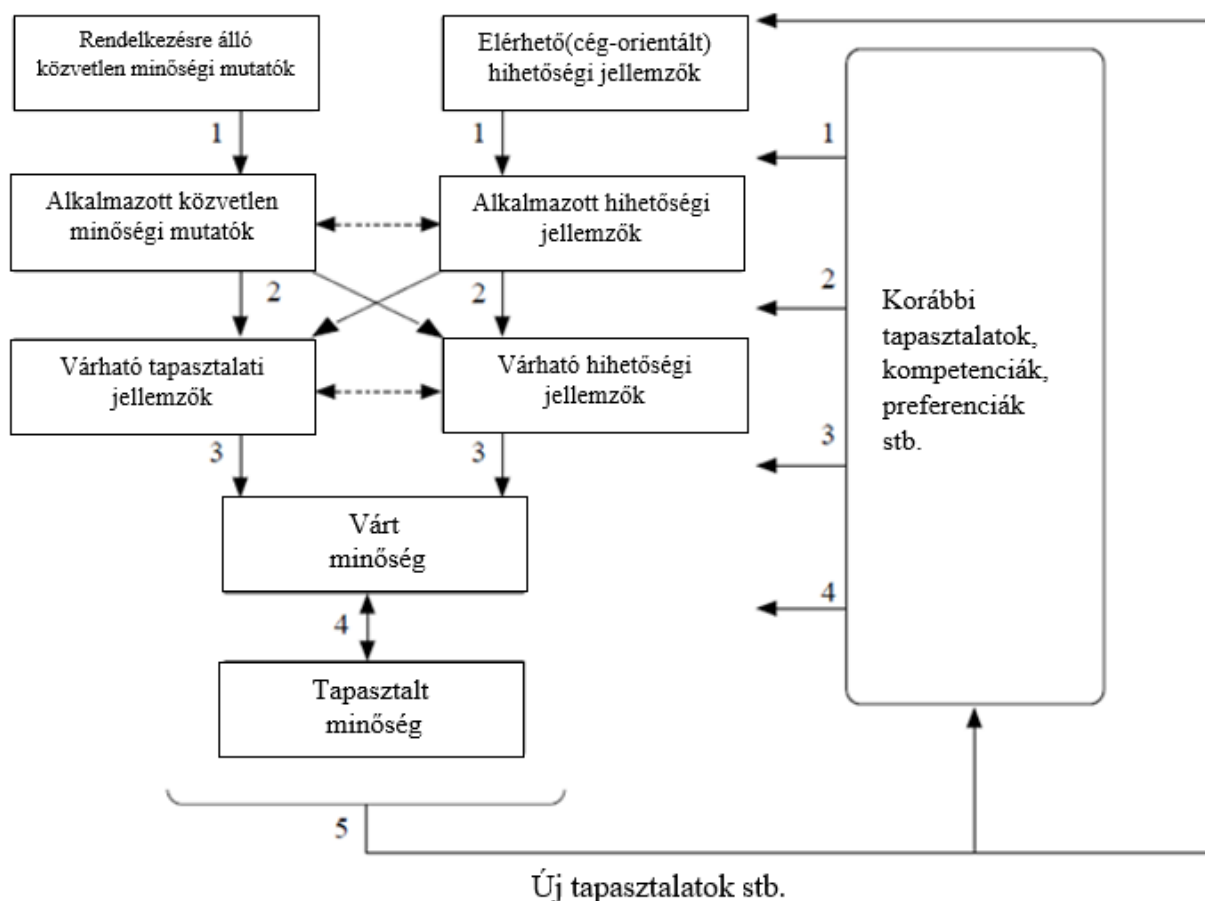 Rendelkezésre álló
közvetlen minőségi mutatók
Elérhető(cég-orientált)
hihetőségi jellemzők
1
1
1
Alkalmazott közvetlen
minőségi mutatók
Alkalmazott hihetőségi
jellemzők
2
2
2
Korábbi
tapasztalatok,
kompetenciák,
preferenciák
stb.
Várható tapasztalati
jellemzők
Várható hihetőségi
jellemzők
3
3
3
Várt
minőség
4
4
Tapasztalt
minőség
5
Új tapasztalatok stb.